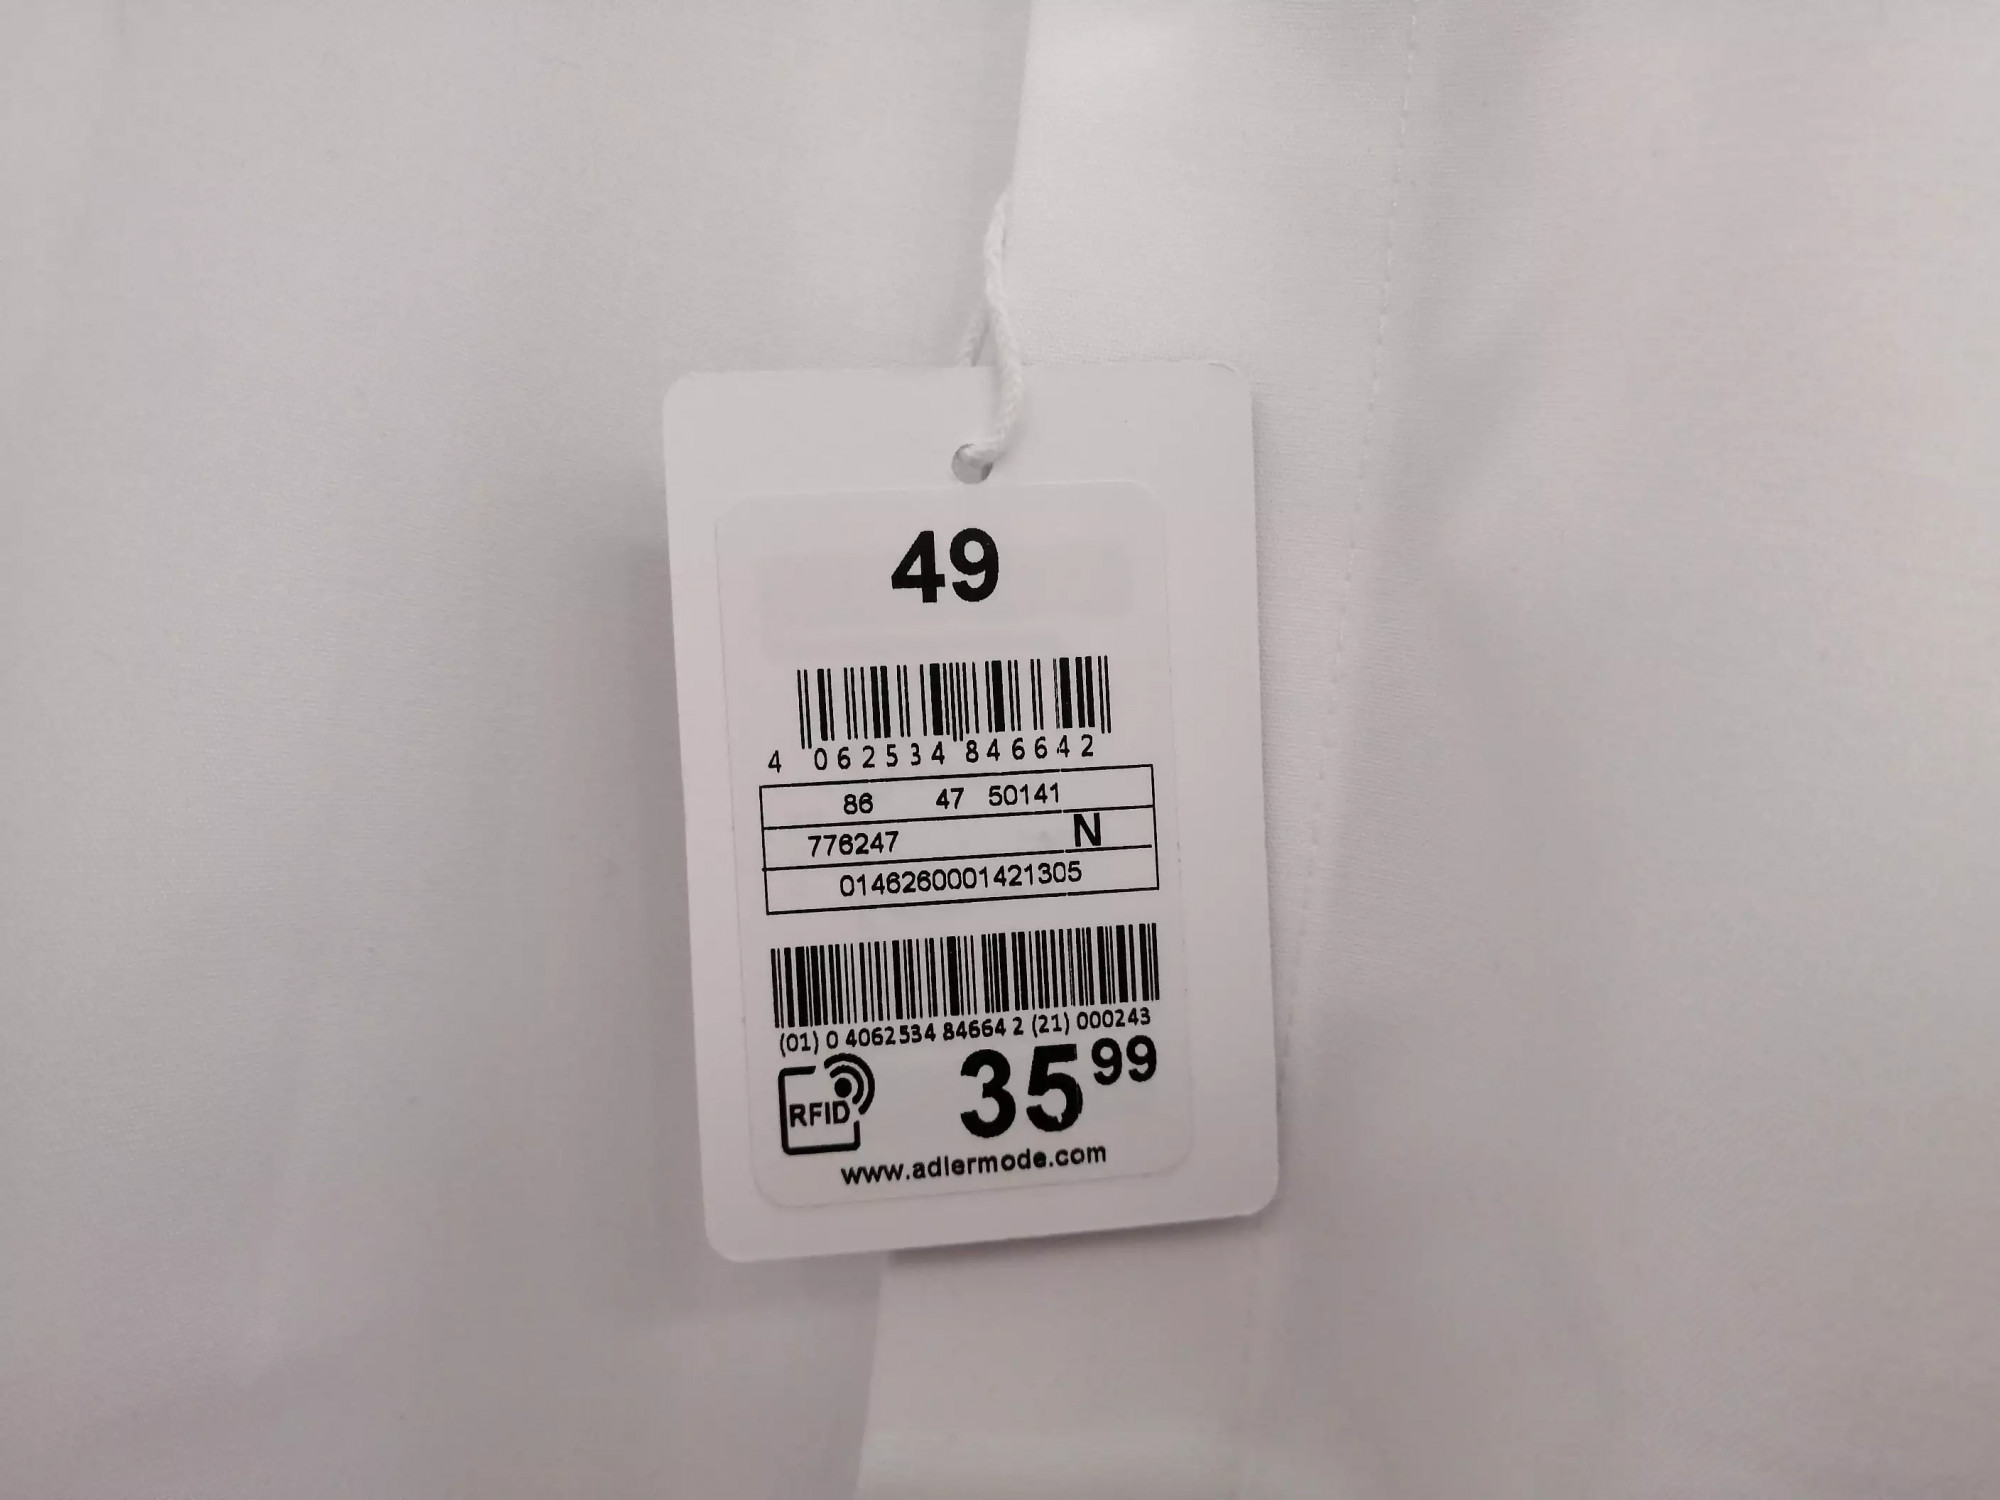 49
4 062534 846642
86 47 50141
776247 N
0146260001421305
(01) 0 4062534 84664 2 (21) 000243
RFID 35 99
www.adlermode.com